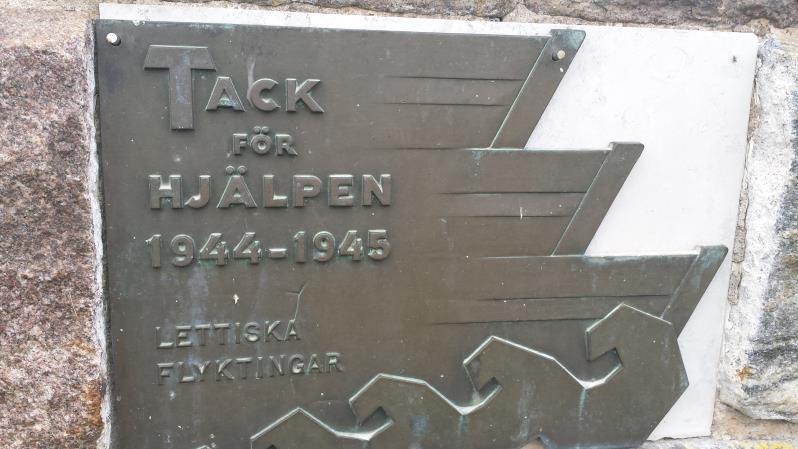 TACK
FÖR
HJÄLPEN
1944-1945
LETTISKA
FLYKTINGAR